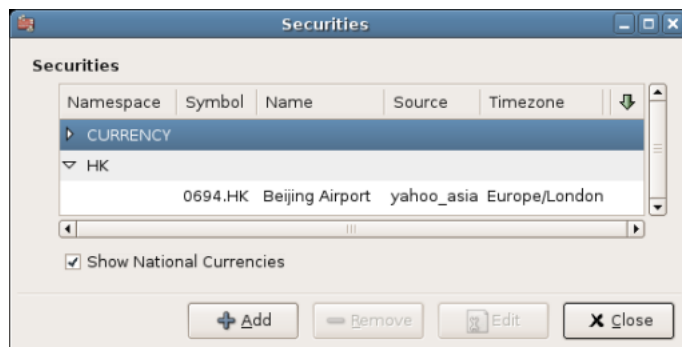 Securities
Securities
Namespace Symbol Name Source Timezone
CURRENCY
HK
0694.HK Beijing Airport yahoo_asia Europe/London
Show National Currencies
Add Remove Edit Close